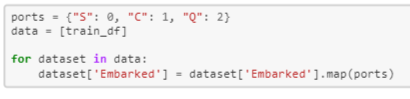 ports = {"S": 0, "C": 1, "Q": 2}
data = [train_df]

for dataset in data:
    dataset['Embarked'] = dataset['Embarked'].map(ports)